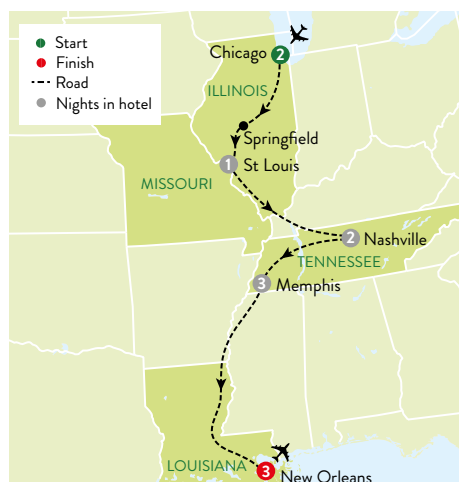 Start
Finish
Road
Nights in hotel
Chicago
2
ILLINOIS
Springfield
1
St Louis
MISSOURI
2
Nashville
TENNESSEE
3
Memphis
LOUISIANA
3
New Orleans